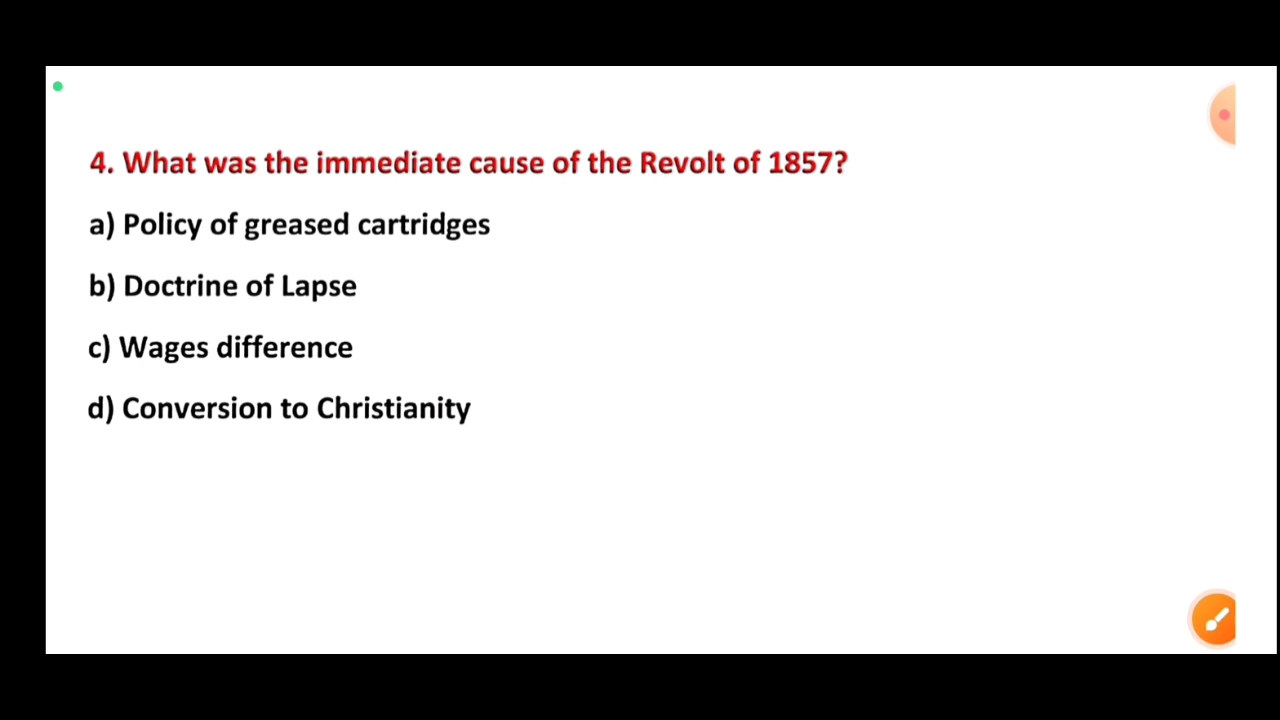 4. What was the immediate cause of the Revolt of 1857?
a) Policy of greased cartridges
b) Doctrine of Lapse
c) Wages difference
d) Conversion to Christianity